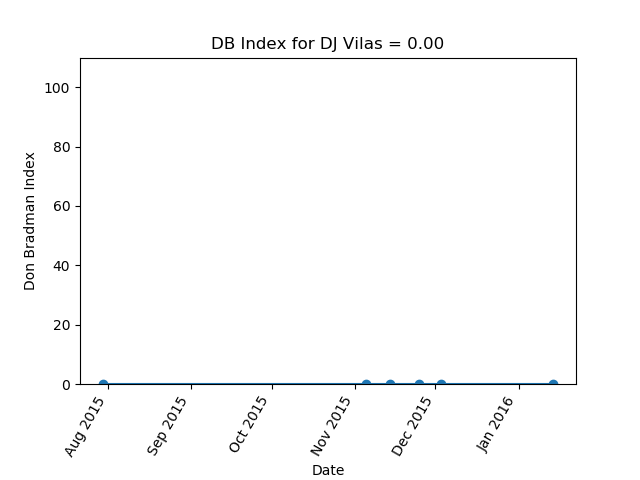 DB Index for DJ Vilas = 0.00
100
80
60
40
20
0
Don Bradman Index
Aug 2015
Sep 2015
Oct 2015
Nov 2015
Dec 2015
Jan 2016
Date